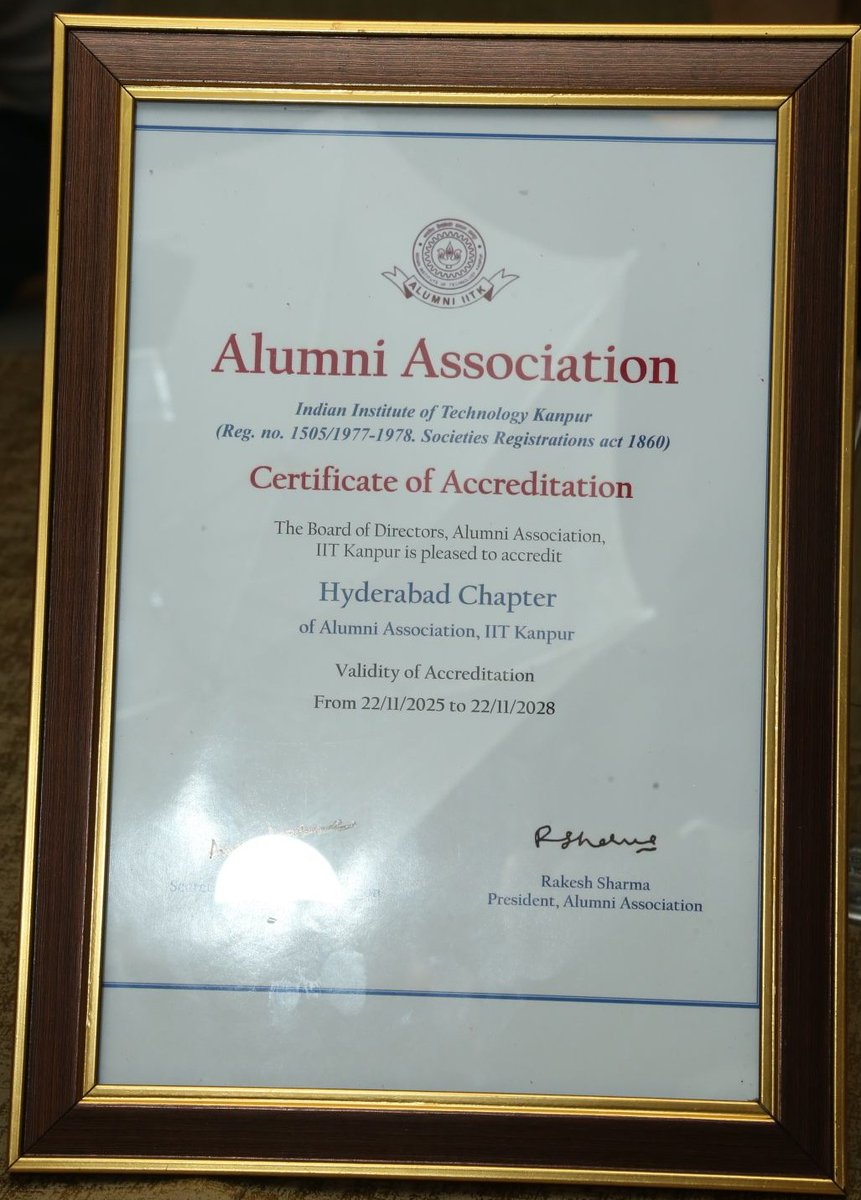 ALUMNI IITK
Alumni Association
Indian Institute of Technology Kanpur
(Reg. no. 1505/1977-1978. Societies Registrations act 1860)
Certificate of Accreditation
The Board of Directors, Alumni Association,
IIT Kanpur is pleased to accredit
Hyderabad Chapter
of Alumni Association, IIT Kanpur
Validity of Accreditation
From 22/11/2025 to 22/11/2028
Rakesh Sharma
President, Alumni Association